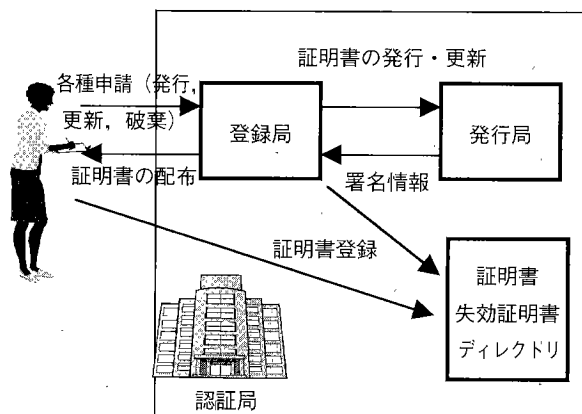 証明書の発行・更新
各種申請（発行,
更新，破棄）
登録局
発行局
証明書の配布
署名情報
証明書登録
証明書
失効証明書
ディレクトリ
認証局